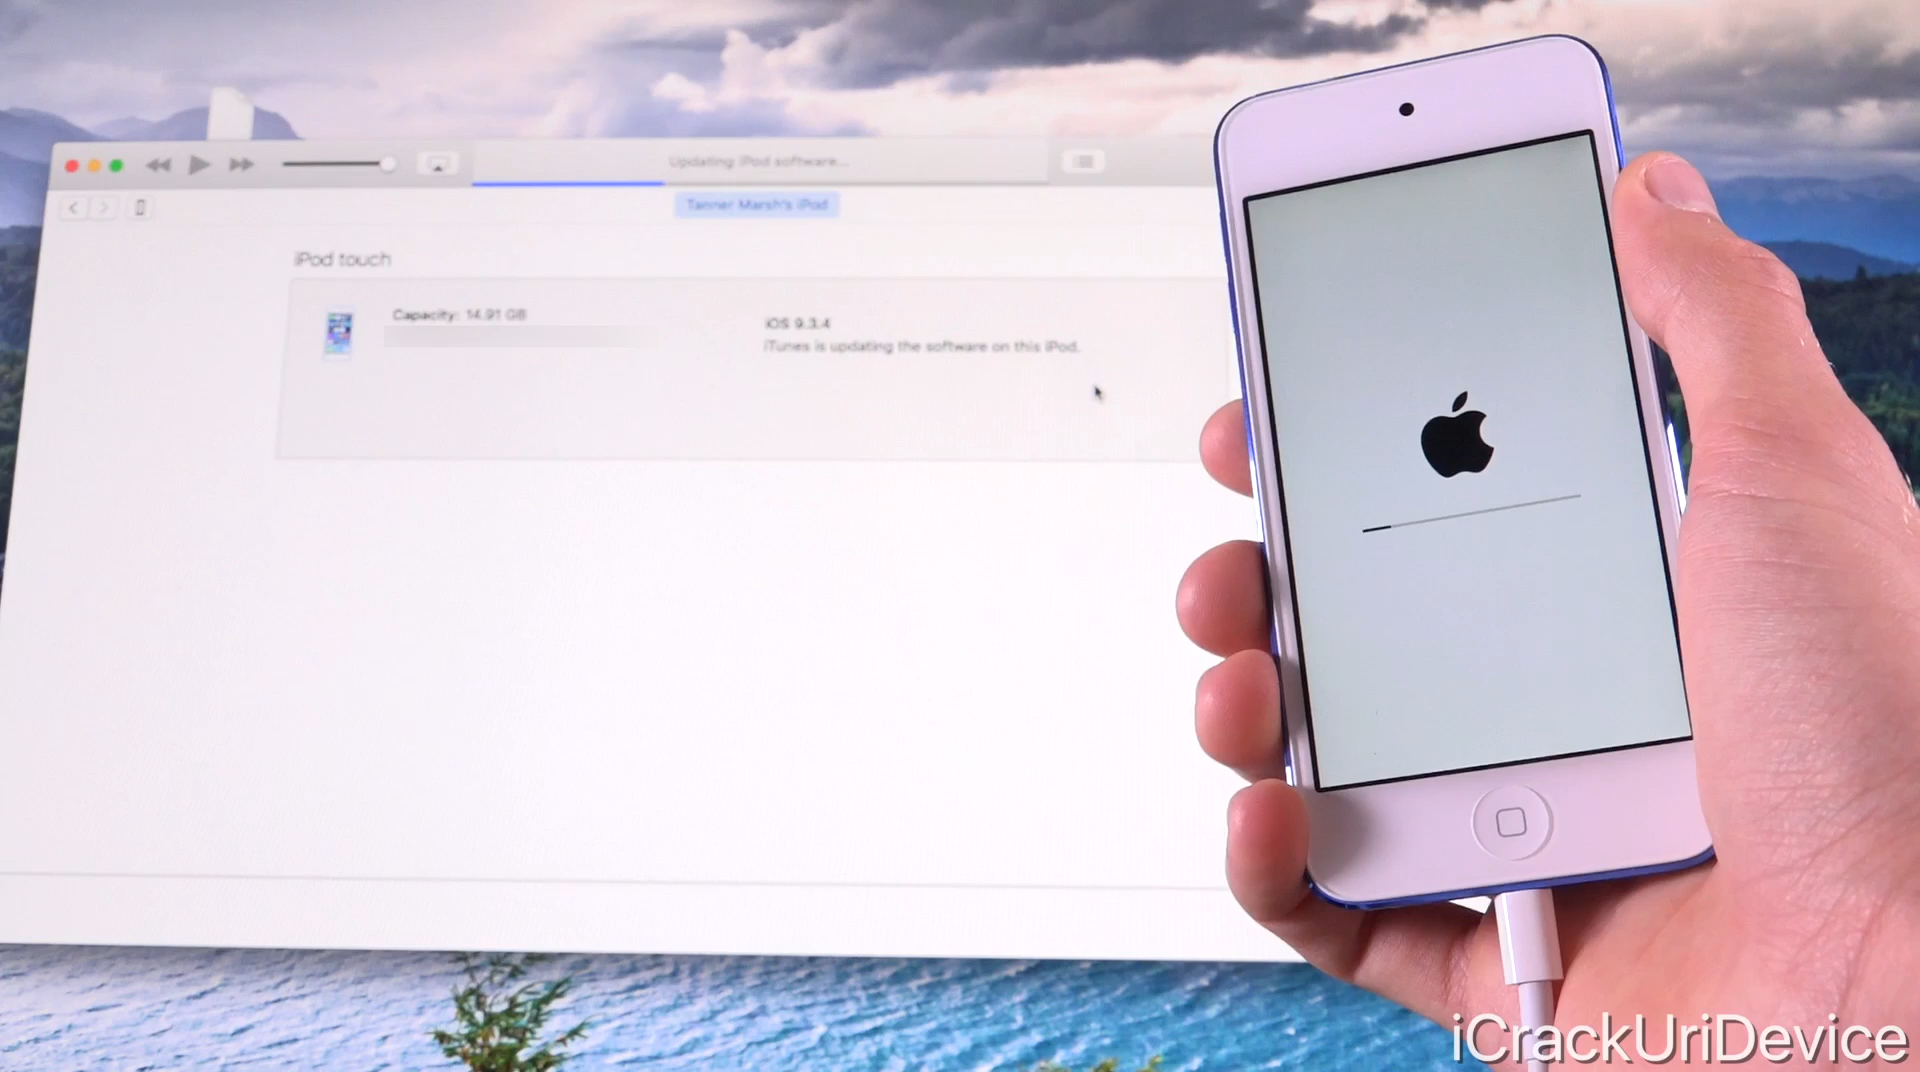 Updating iPod software...
Tanner Marsh's iPod
iPod touch
Capacity: 14.91 GB
iOS 9.3.4
iTunes is updating the software on this iPod.
iCrackUriDevice